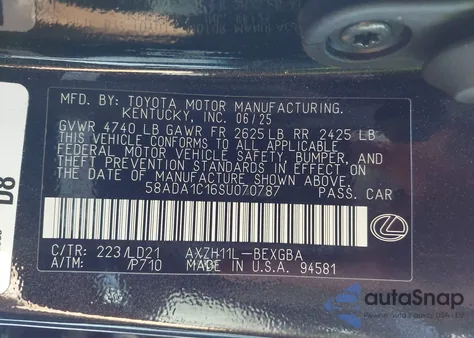 MFD. BY: TOYOTA MOTOR MANUFACTURING,
KENTUCKY, INC. 06/25
GVWR 4740 LB GAWR FR 2625 LB RR 2425 LB
THIS VEHICLE CONFORMS TO ALL APPLICABLE
FEDERAL MOTOR VEHICLE SAFETY, BUMPER, AND
THEFT PREVENTION STANDARDS IN EFFECT
ON THE DATE OF MANUFACTURE SHOWN ABOVE.
58ADA1C16SU070787 PASS. CAR
C/TR: 223/LD21 AXZH11L-BEXGBA
A/TM: /P710 MADE IN U.S.A. 94581
D8
autoSnap